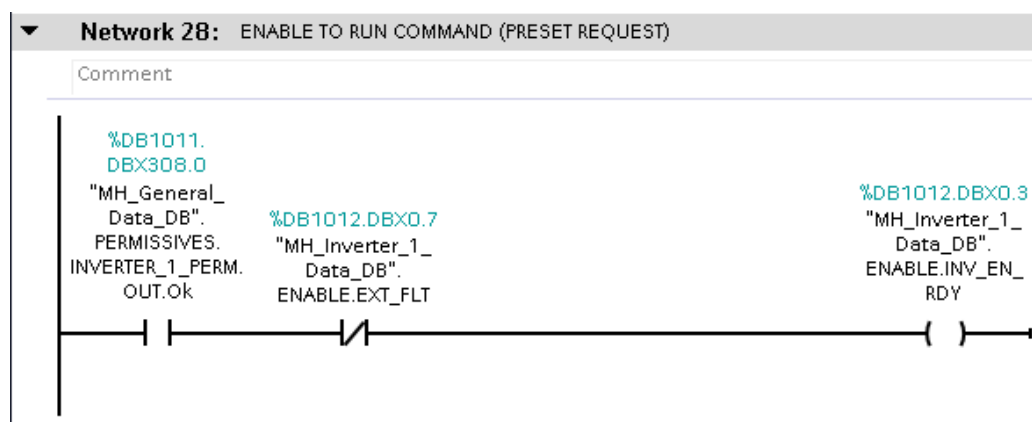 Network 28: ENABLE TO RUN COMMAND (PRESET REQUEST)
Comment
%DB1011.
DBX308.0
"MH_General_
Data_DB".
PERMISSIVES.
INVERTER_1_PERM.
OUT.Ok
%DB1012.DBX0.7
"MH_Inverter_1_
Data_DB".
ENABLE.EXT_FLT
%DB1012.DBX0.3
"MH_Inverter_1_
Data_DB".
ENABLE.INV_EN_
RDY